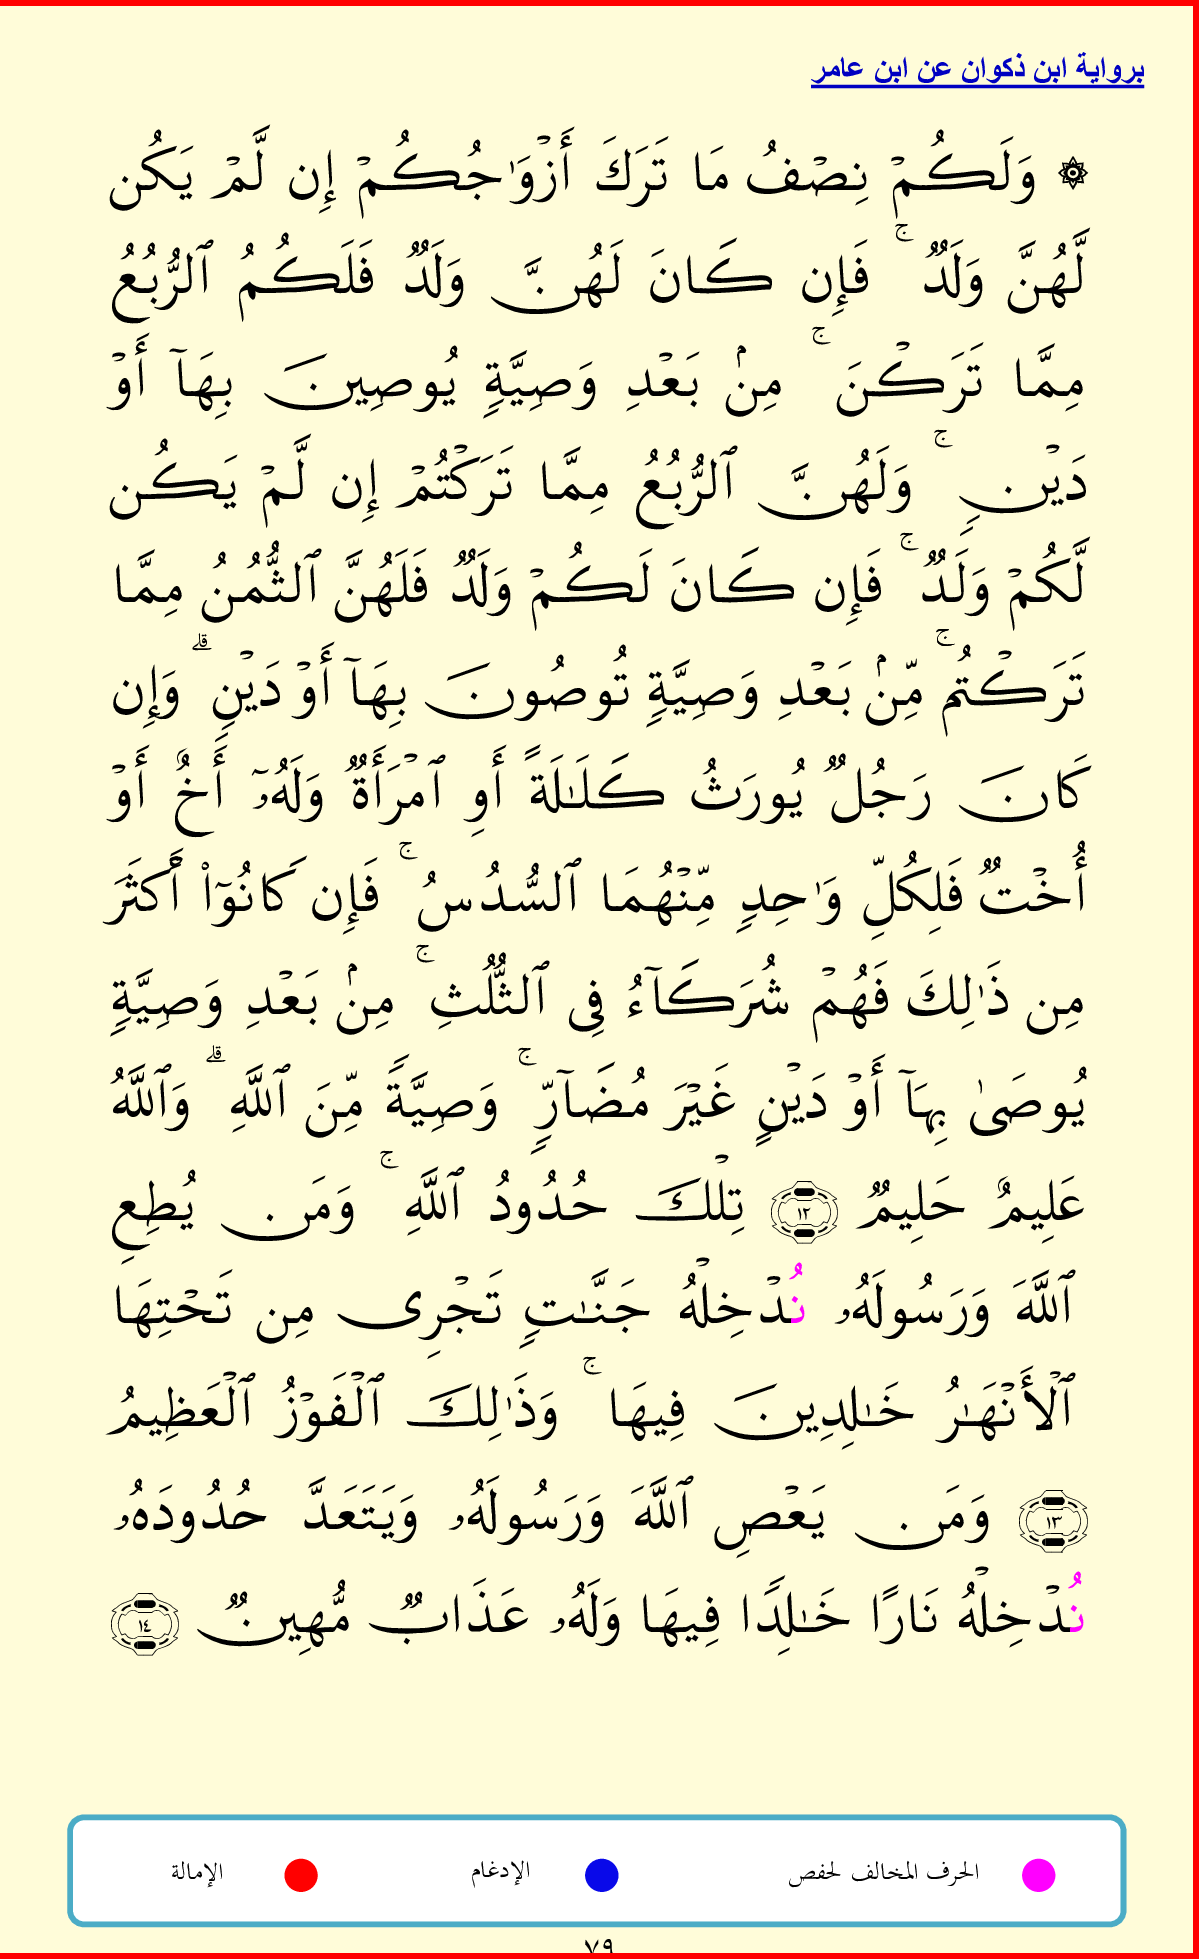 برواية ابن ذكوان عن ابن عامر
۞ وَلَكُمۡ نِصۡفُ مَا تَرَكَ أَزۡوَٰجُكُمۡ إِن لَّمۡ يَكُن
لَّهُنَّ وَلَدٞۚ فَإِن كَانَ لَهُنَّ وَلَدٞ فَلَكُمُ ٱلرُّبُعُ
مِمَّا تَرَكۡنَۚ مِنۢ بَعۡدِ وَصِيَّةٖ يُوصِينَ بِهَآ أَوۡ
دَيۡنٖۚ وَلَهُنَّ ٱلرُّبُعُ مِمَّا تَرَكۡتُمۡ إِن لَّمۡ يَكُن
لَّكُمۡ وَلَدٞۚ فَإِن كَانَ لَكُمۡ وَلَدٞ فَلَهُنَّ ٱلثُّمُنُ مِمَّا
تَرَكۡتُمۚ مِّنۢ بَعۡدِ وَصِيَّةٖ تُوصُونَ بِهَآ أَوۡ دَيۡنٖۗ وَإِن
كَانَ رَجُلٞ يُورَثُ كَلَٰلَةً أَوِ ٱمۡرَأَةٞ وَلَهُۥٓ أَخٌ أَوۡ
أُخۡتٞ فَلِكُلِّ وَٰحِدٖ مِّنۡهُمَا ٱلسُّدُسُۚ فَإِن كَانُوٓاْ أَكۡثَرَ
مِن ذَٰلِكَ فَهُمۡ شُرَكَآءُ فِي ٱلثُّلُثِۚ مِنۢ بَعۡدِ وَصِيَّةٖ
يُوصَىٰ بِهَآ أَوۡ دَيۡنٍ غَيۡرَ مُضَآرّٖۚ وَصِيَّةٗ مِّنَ ٱللَّهِۗ وَٱللَّهُ
عَلِيمٌ حَلِيمٞ ١٢ تِلۡكَ حُدُودُ ٱللَّهِۚ وَمَن يُطِعِ
ٱللَّهَ وَرَسُولَهُۥ نُدۡخِلۡهُ جَنَّٰتٖ تَجۡرِي مِن تَحۡتِهَا
ٱلۡأَنۡهَٰرُ خَٰلِدِينَ فِيهَاۚ وَذَٰلِكَ ٱلۡفَوۡزُ ٱلۡعَظِيمُ
١٣ وَمَن يَعۡصِ ٱللَّهَ وَرَسُولَهُۥ وَيَتَعَدَّ حُدُودَهُۥ
نُدۡخِلۡهُ نَارًا خَٰلِدٗا فِيهَا وَلَهُۥ عَذَابٞ مُّهِينٞ ١٤
الحرف المخالف لحفص الإدغام الإمالة
٧٩